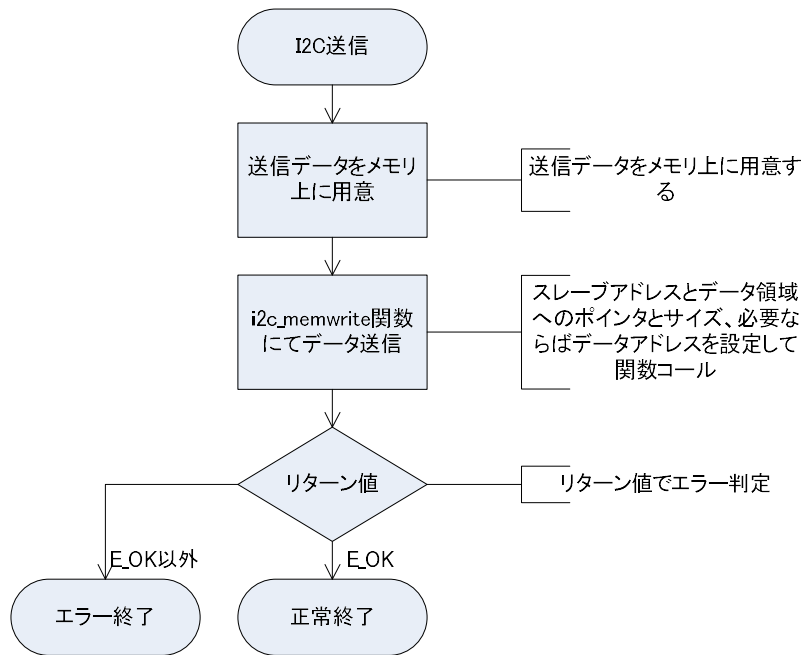 I2C送信
送信データをメモリ
上に用意
送信データをメモリ上に用意す
る
i2c_memwrite関数
にてデータ送信
スレーブアドレスとデータ領域
へのポインタとサイズ、必要な
らばデータアドレスを設定して
関数コール
リターン値
リターン値でエラー判定
E_OK以外
E_OK
エラー終了
正常終了